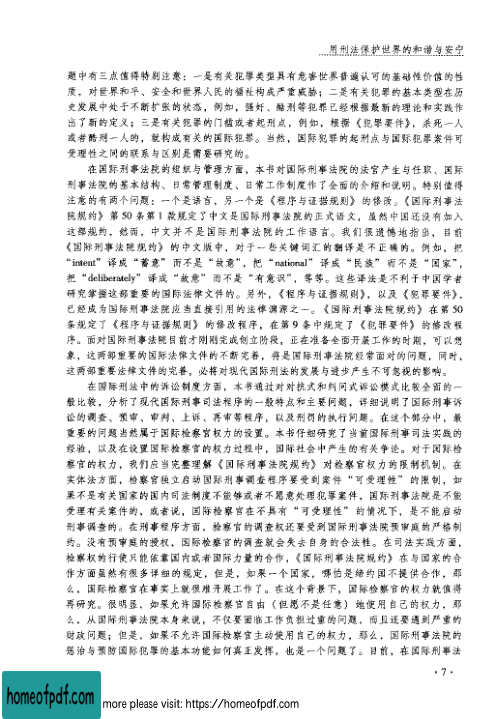 用刑法保护世界的和谐与安宁
题中有三点值得特别注意：一是有关犯罪类型具有危害世界普遍认可的基础性价值的性
质，对世界和平、安全和世界人民的福祉构成严重威胁；二是有关犯罪的基本类型在历
史发展中处于不断扩张的状态，例如，强奸、酷刑等犯罪已经根据最新的理论和实践作
出了新的定义；三是有关犯罪的门槛或者起刑点，例如，根据《犯罪要件》，杀死一人
或者酷刑一人的，就构成有关的国际犯罪。当然，国际犯罪的起刑点与国际犯罪案件可
受理性之间的联系与区别是需要研究的。
在国际刑事法院的组织与管理方面，本书对国际刑事法院的法官产生与任职、国际
刑事法院的基本结构、日常管理制度、日常工作制度作了全面的介绍和说明。特别值得
注意的有两个问题：一个是语言，另一个是《程序与证据规则》的修改。《国际刑事法
院规约》第 50 条第 1 款规定了中文是国际刑事法院的正式语文，虽然中国还没有加入
这部规约，然而，中文并不是国际刑事法院的工作语言。我们很遗憾地指出，目前
《国际刑事法院规约》的中文版中，对于一些关键词汇的翻译是不正确的。例如，把
“intent”译成“蓄意”而不是“故意”，把“national”译成“民族”而不是“国家”，
把“deliberately”译成“故意”而不是“有意识”，等等。这些译法是不利于中国学者
研究掌握这部重要的国际法律文件的。另外，《程序与证据规则》，以及《犯罪要件》，
已经成为国际刑事法院应当直接引用的法律渊源之一。《国际刑事法院规约》在第 50
条规定了《程序与证据规则》的修改程序，在第 9 条中规定了《犯罪要件》的修改程
序。面对国际刑事法院目前才刚刚完成创立阶段，正在准备全面开展工作的时期，可以想
象，这两部重要的国际法律文件的不断完善，将是国际刑事法院经常面对的问题，同时，
这两部重要法律文件的完善，必将对现代国际刑法的发展与进步产生不可忽视的影响。
在国际刑法中的诉讼制度方面，本书通过对对抗式和纠问式诉讼模式比较全面的一
般比较，分析了现代国际刑事司法程序的一般特点和主要问题，详细说明了国际刑事诉
讼的调查、预审、审判、上诉、再审等程序，以及刑罚的执行问题。在这个部分中，最
重要的问题当然属于国际检察官权力的设置。本书仔细研究了当前国际刑事司法实践的
经验，以及在设置国际检察官的权力过程中，国际社会中产生的有关争论。对于国际检
察官的权力，我们应当完整理解《国际刑事法院规约》对检察官权力的限制机制。在
实体法方面，检察官独立启动国际刑事调查程序要受到案件“可受理性”的限制，如
果不是有关国家的国内司法制度不能够或者不愿意处理犯罪案件，国际刑事法院是不能
受理有关案件的，或者说，国际检察官在不具有“可受理性”的情况下，是不能启动
刑事调查的。在刑事程序方面，检察官的调查权还要受到国际刑事法院预审庭的严格制
约。没有预审庭的授权，国际检察官的调查就会失去自身的合法性。在司法实践方面，
检察权的行使只能依靠国内或者国际力量的合作，《国际刑事法院规约》在与国家的合
作方面虽然有很多详细的规定，但是，如果一个国家，哪怕是缔约国不提供合作，那
么，国际检察官在事实上就很难开展工作了。在这个背景下，国际检察官的权力就值得
再研究。很明显，如果允许国际检察官自由（但愿不是任意）地使用自己的权力，那
么，从国际刑事法院本身来说，不仅要面临工作负担过重的问题，而且还要遇到严重的
财政问题；但是，如果不允许国际检察官主动使用自己的权力，那么，国际刑事法院的
惩治与预防国际犯罪的基本功能如何真正发挥，也是一个问题了。目前，在国际刑事法
· 7 ·
homeofpdf.com
more please visit: https://homeofpdf.com